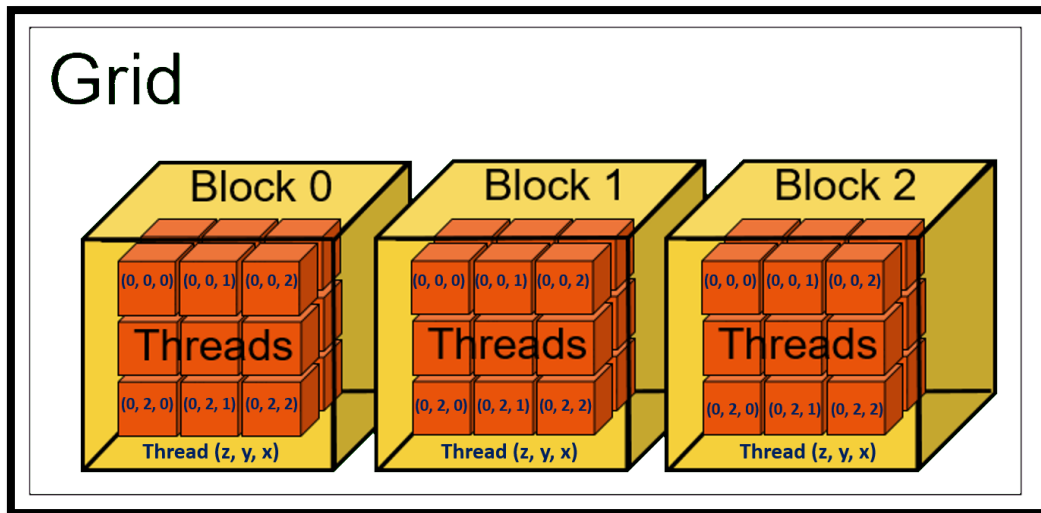 Grid
Block 0 Block 1 Block 2
(0, 0, 0) (0, 0, 1) (0, 0, 2) (0, 0, 0) (0, 0, 1) (0, 0, 2) (0, 0, 0) (0, 0, 1) (0, 0, 2)
Threads Threads Threads
(0, 2, 0) (0, 2, 1) (0, 2, 2) (0, 2, 0) (0, 2, 1) (0, 2, 2) (0, 2, 0) (0, 2, 1) (0, 2, 2)
Thread (z, y, x) Thread (z, y, x) Thread (z, y, x)